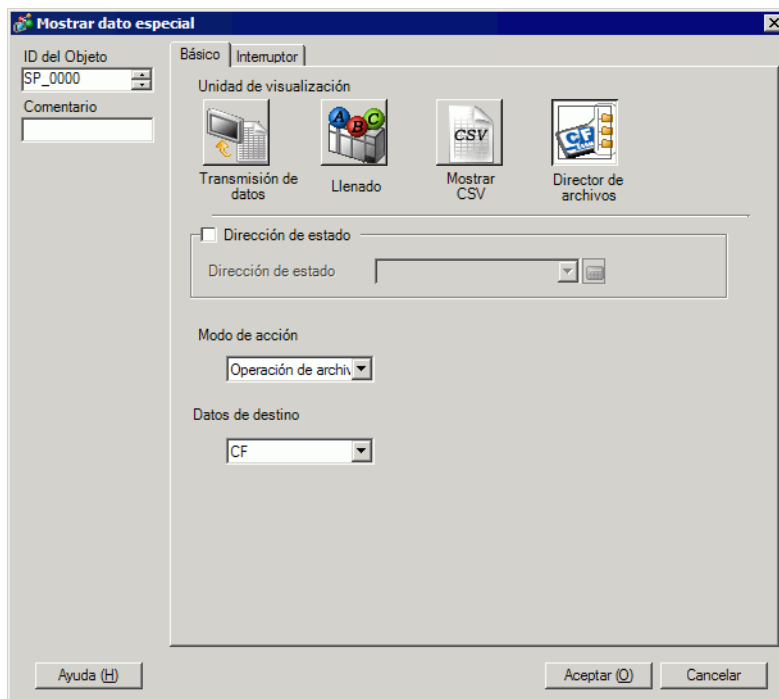 Mostrar dato especial
ID del Objeto
SP_0000
Comentario
Básico
Interruptor
Unidad de visualización
A
B
C
CSV
CF
Transmisión de
datos
Llenado
Mostrar
CSV
Director de
archivos
Dirección de estado
Dirección de estado
Modo de acción
Operación de archiv
Datos de destino
CF
Ayuda (H)
Aceptar (O)
Cancelar